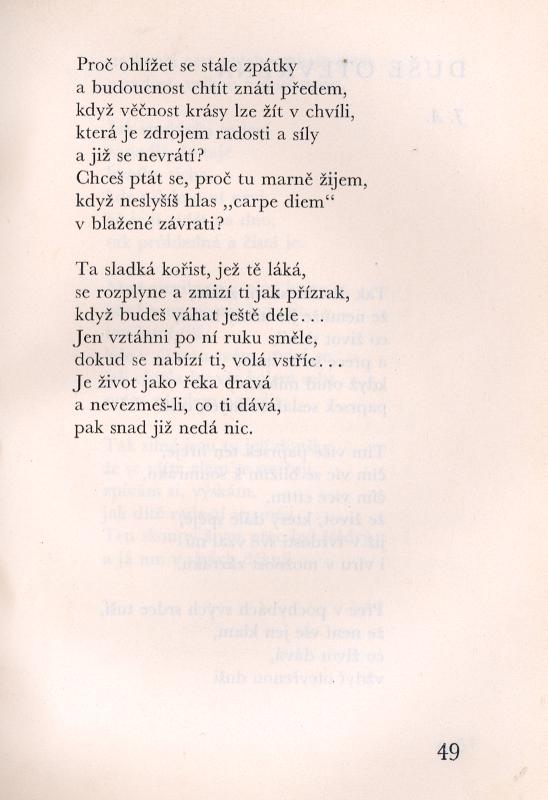 Proč ohlížet se stále zpátky
a budoucnost chtít znáti předem,
když věčnost krásy lze žít v chvíli,
která je zdrojem radosti a síly
a již se nevrátí?
Chceš ptát se, proč tu marně žijem,
když neslyšíš hlas „carpe diem“
v blažené závrati?

Ta sladká kořist, jež tě láká,
se rozplyne a zmizí ti jak přízrak,
když budeš váhat ještě déle...
Jen vztáhni po ní ruku směle,
dokud se nabízí ti, volá vstříc...
Je život jako řeka dravá
a nevezmeš-li, co ti dává,
pak snad již nedá nic.

49